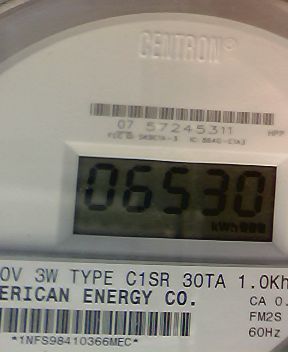 CENTRON®
07 57245311
06530
0V 3W TYPE C1SR 30TA 1.0Kh
ERICAN ENERGY CO.
CA 0.
FM2S
60Hz
*1NFS98410366MEC*